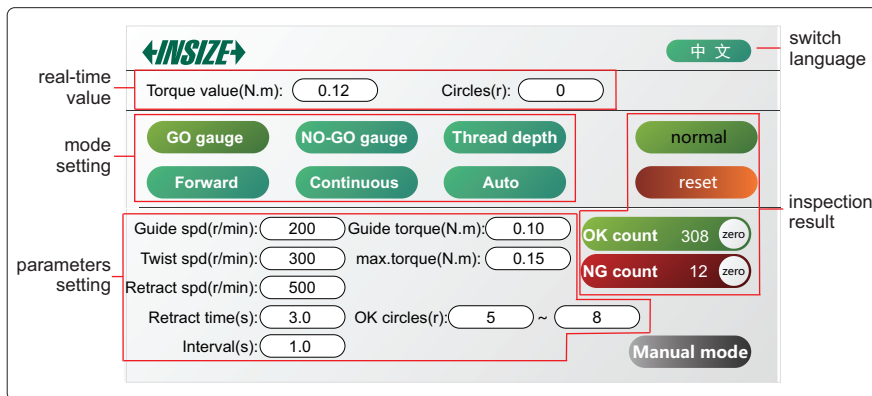 INSIZE
中 文
switch
language
real-time
value
Torque value(N.m): 0.12 Circles(r): 0
mode
setting
GO gauge NO-GO gauge Thread depth normal
Forward Continuous Auto reset
inspection
result
parameters
setting
Guide spd(r/min): 200 Guide torque(N.m): 0.10 OK count 308 zero
Twist spd(r/min): 300 max.torque(N.m): 0.15 NG count 12 zero
Retract spd(r/min): 500
Retract time(s): 3.0 OK circles(r): 5 ~ 8
Interval(s): 1.0 Manual mode